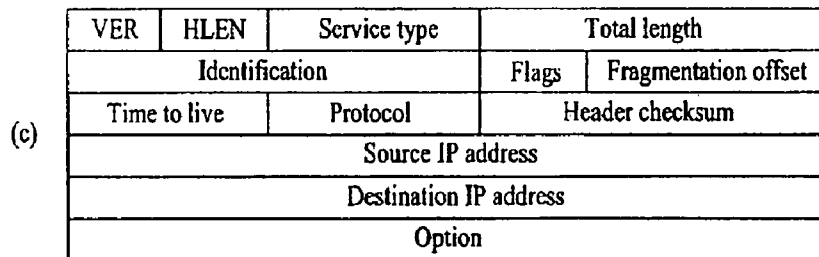 VER HLEN Service type Total length
Identification Flags Fragmentation offset
Time to live Protocol Header checksum
(c)
Source IP address
Destination IP address
Option